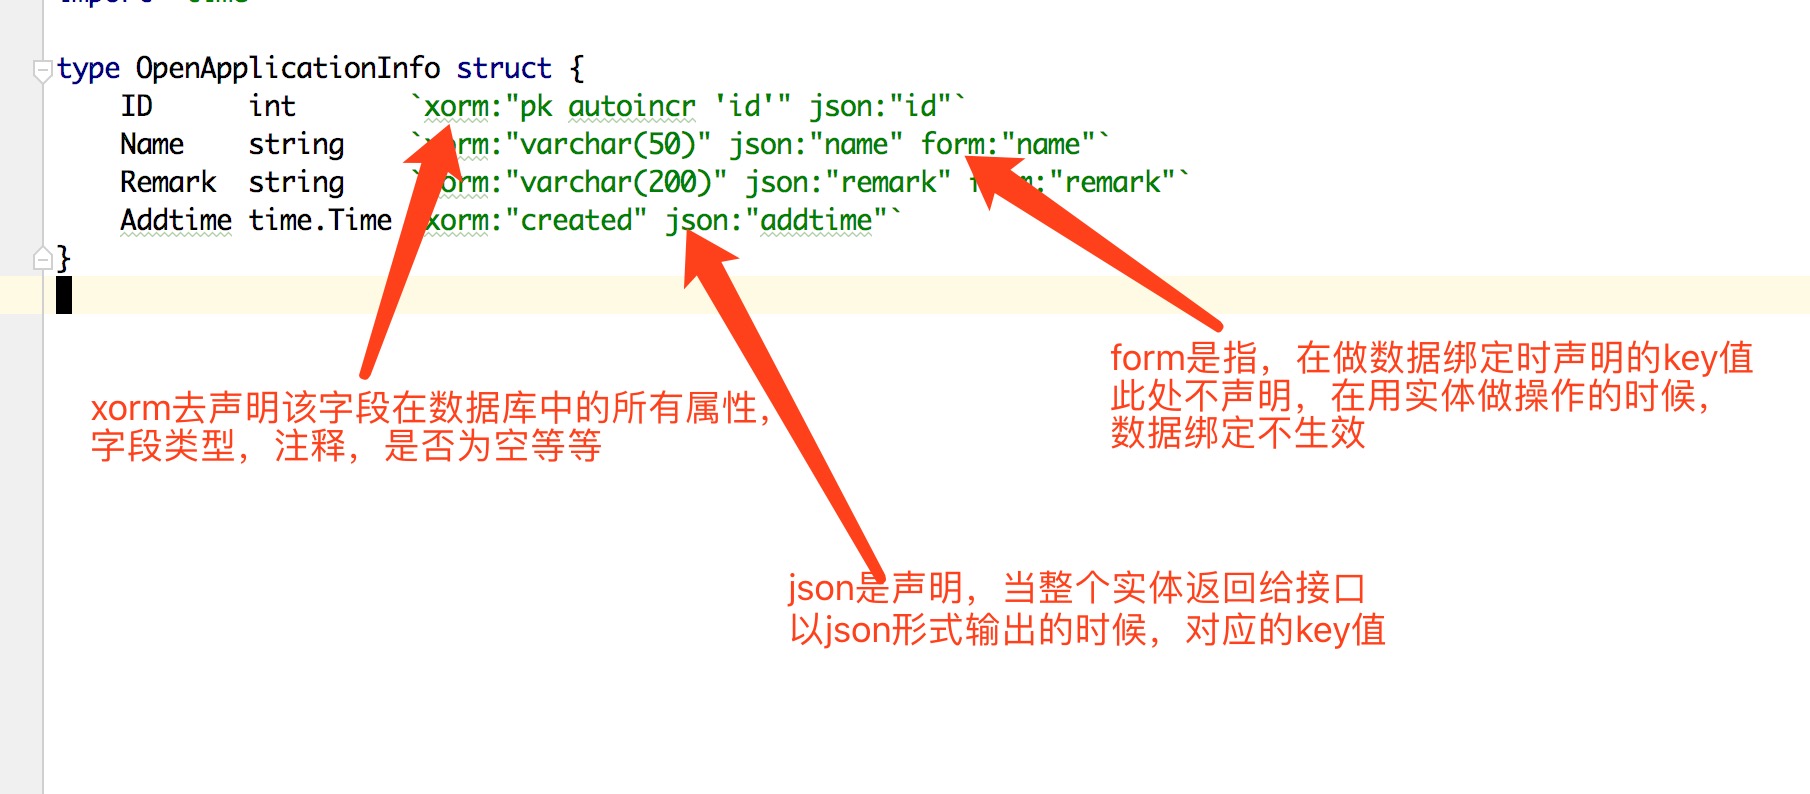 type OpenApplicationInfo struct {
ID int `xorm:"pk autoincr 'id'" json:"id"`
Name string `xorm:"varchar(50)" json:"name" form:"name"`
Remark string `xorm:"varchar(200)" json:"remark" form:"remark"`
Addtime time.Time xorm:"created" json:"addtime"`
}
xorm去声明该字段在数据库中的所有属性，
字段类型，注释，是否为空等等
form是指，在做数据绑定时声明的key值
此处不声明，在用实体做操作的时候，
数据绑定不生效
json是声明，当整个实体返回给接口
以json形式输出的时候，对应的key值